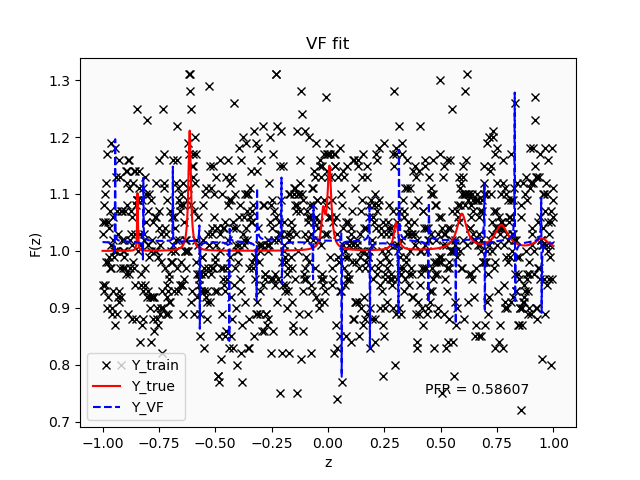 VF fit
F(z)
1.3
1.2
1.1
1.0
0.9
0.8
0.7
Y_train
Y_true
Y_VF
PFR = 0.58607
−1.00 −0.75 −0.50 −0.25 0.00 0.25 0.50 0.75 1.00
z